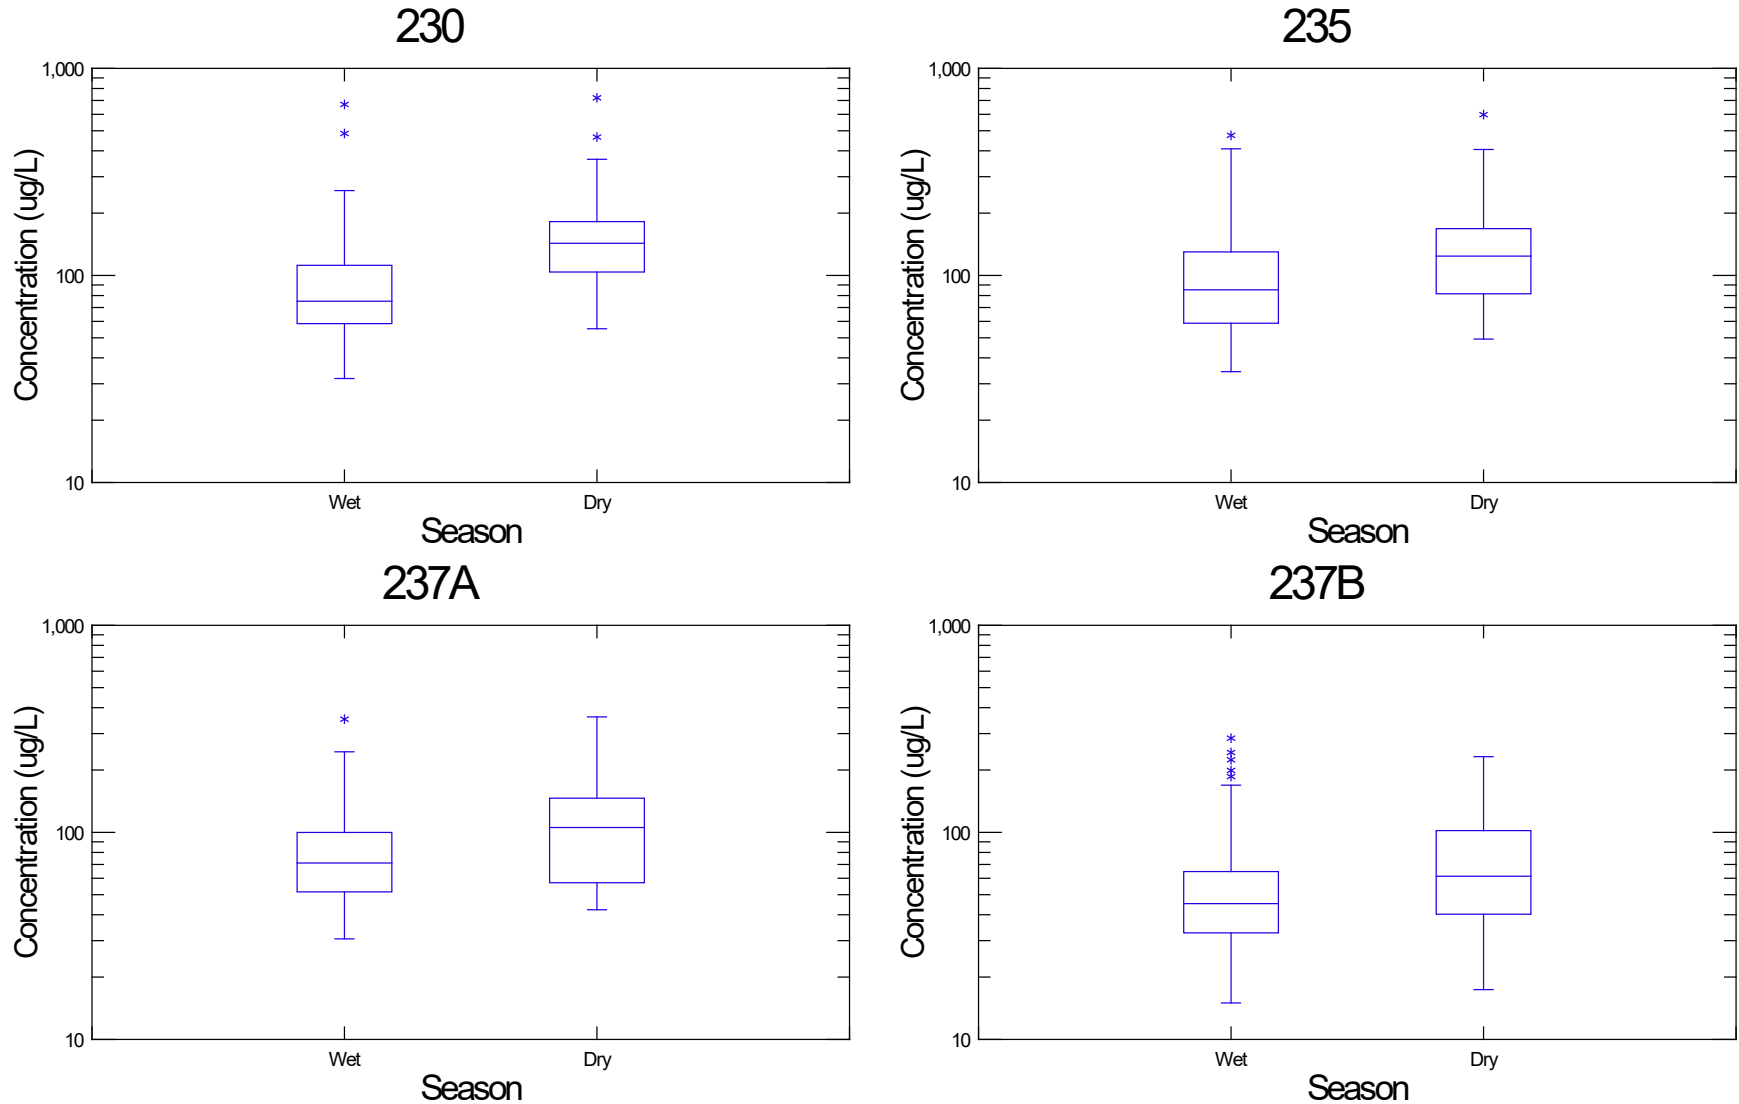 230
1,000
100
10
Concentration (ug/L)
Wet
Dry
Season
235
1,000
100
10
Concentration (ug/L)
Wet
Dry
Season
237A
1,000
100
10
Concentration (ug/L)
Wet
Dry
Season
237B
1,000
100
10
Concentration (ug/L)
Wet
Dry
Season